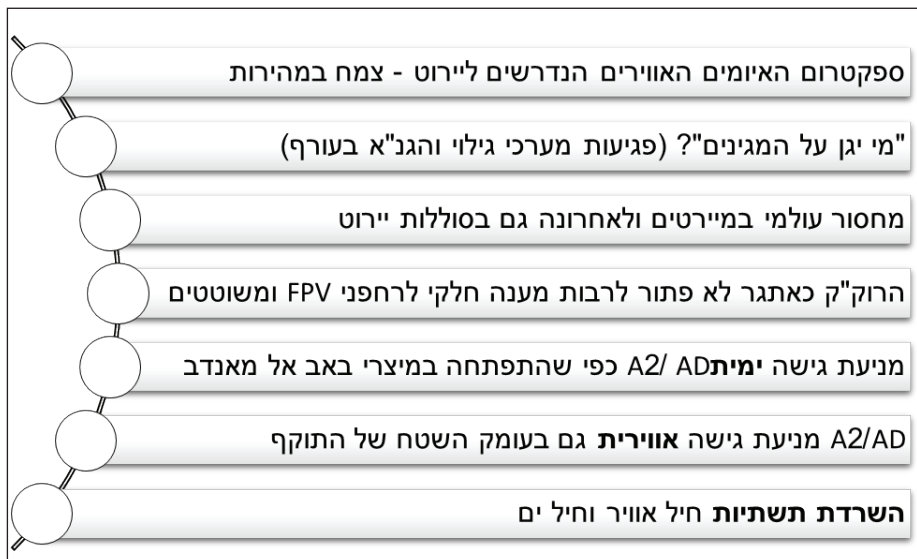 ספקטרום האיומים האווירים הנדרשים ליירוט - צמח במהירות
"מי יגן על המגינים"? (פגיעות מערכי גילוי והגנ"א בעורף)
מחסור עולמי במיירטים ולאחרונה גם בסוללות יירוט
הרוק"ק כאתגר לא פתור לרבות מענה חלקי לרחפני FPV ומשוטטים
מניעת גישה ימית A2/ AD כפי שהתפתחה במיצרי באב אל מאנדב
A2/AD מניעת גישה אווירית גם בעומק השטח של התוקף
השרדת תשתיות חיל אוויר וחיל ים